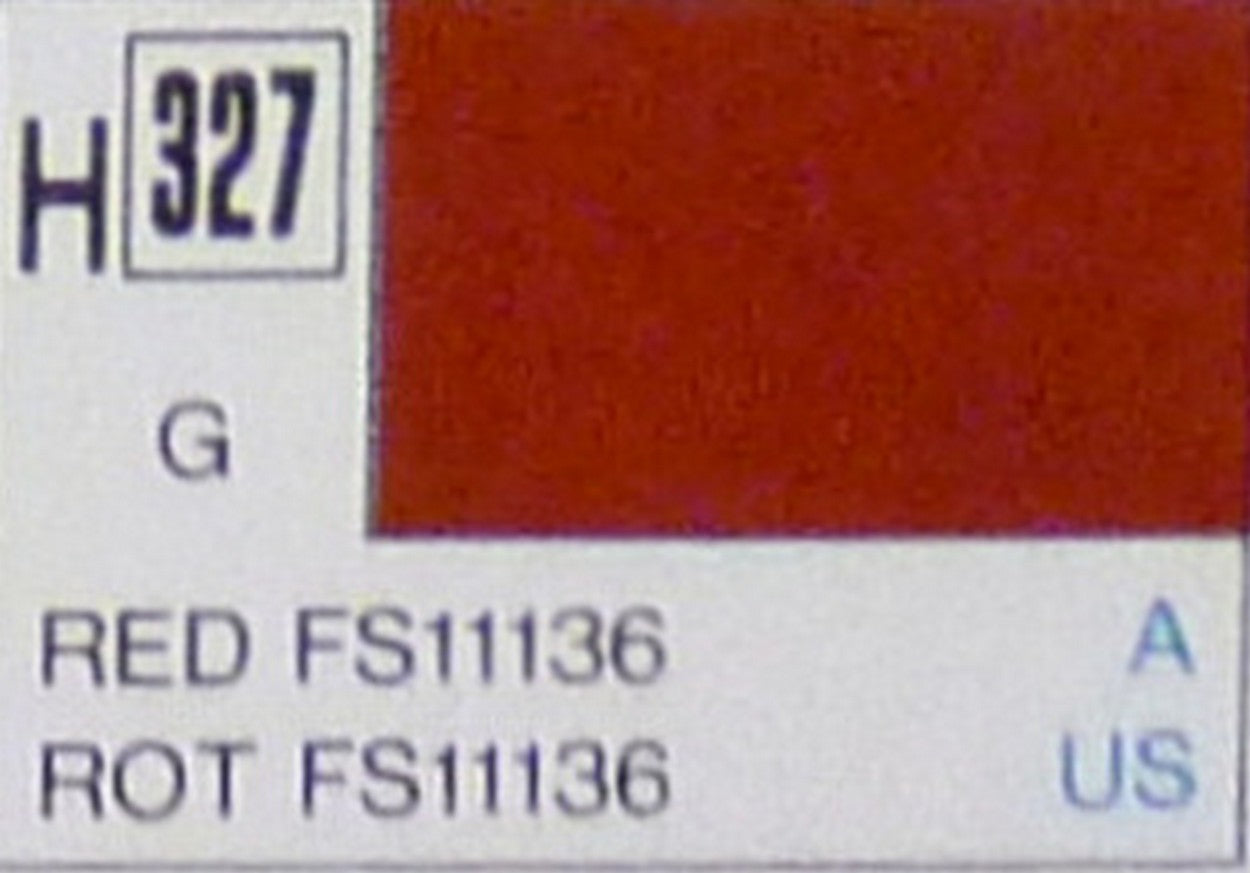 H 327
G
RED FS11136 A
ROT FS11136 US